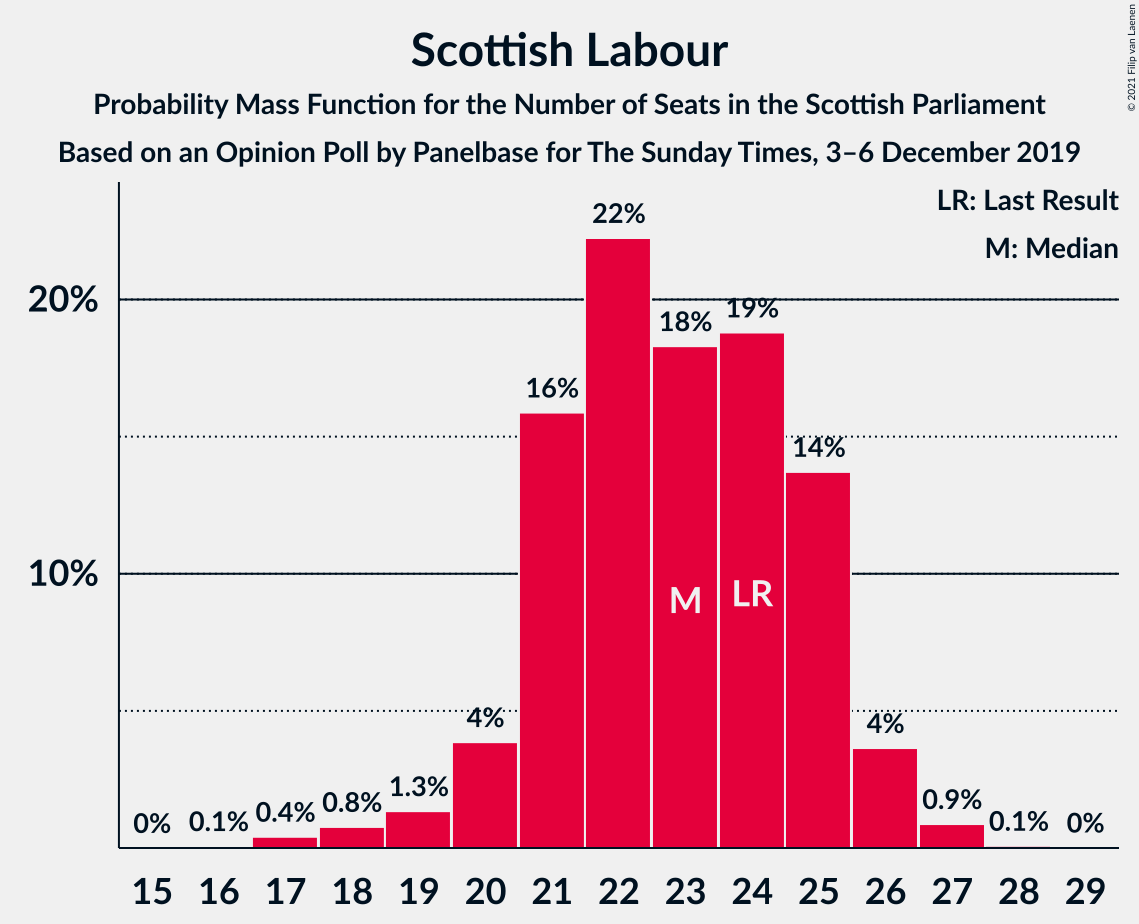 Scottish Labour
Probability Mass Function for the Number of Seats in the Scottish Parliament
Based on an Opinion Poll by Panelbase for The Sunday Times, 3–6 December 2019
© 2021 Filip van Laenen
LR: Last Result
M: Median
20%
10%
0%
0.1%
0.4%
0.8%
1.3%
4%
16%
22%
18%
19%
14%
4%
0.9%
0.1%
0%
M
LR
15 16 17 18 19 20 21 22 23 24 25 26 27 28 29